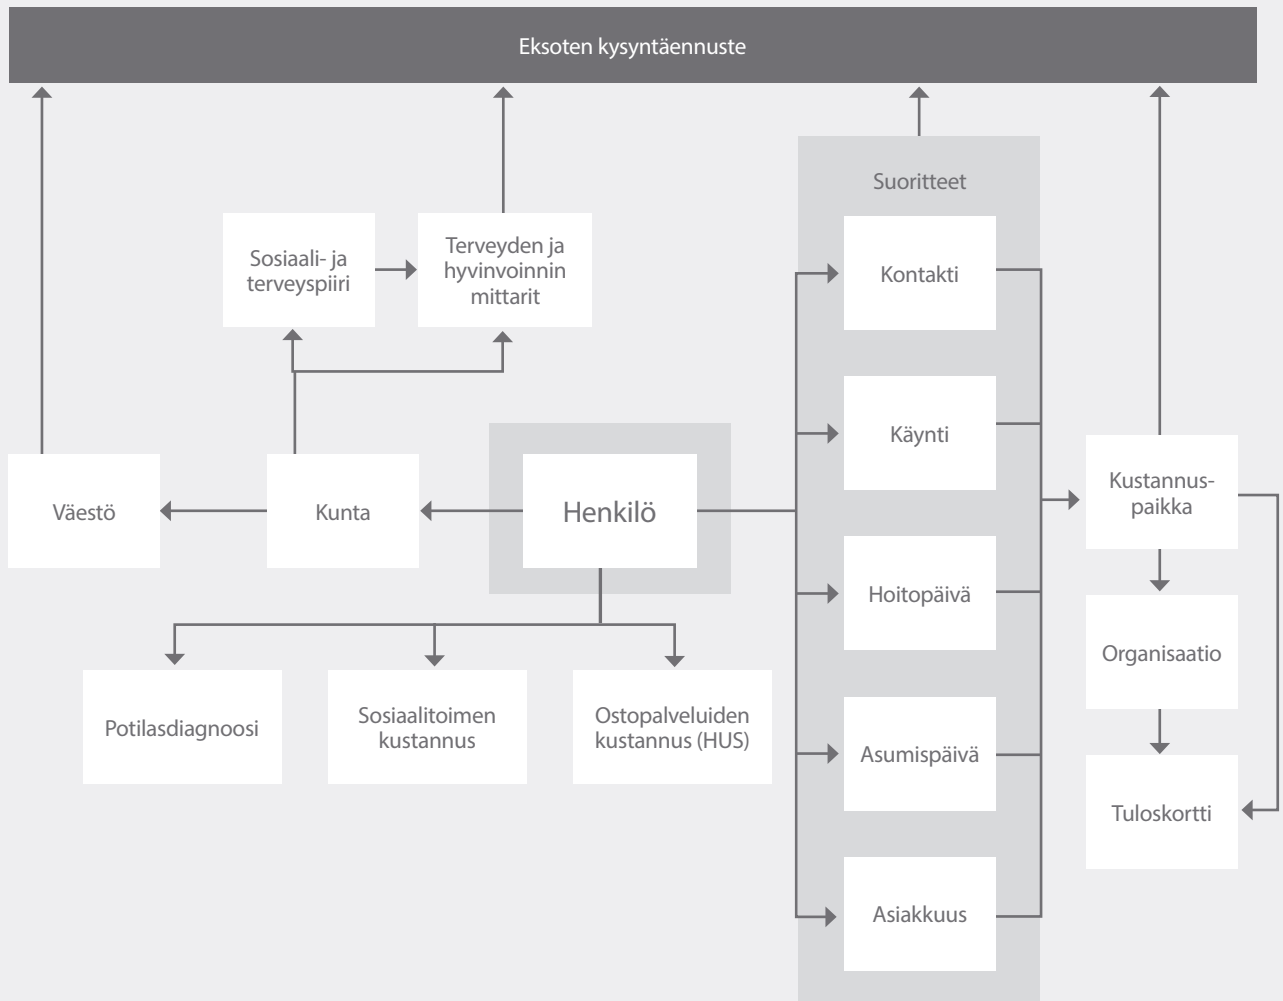 Eksoten kysyntäennuste
Suoritteet
Sosiaali- ja
terveyspiiri
Terveyden ja
hyvinvoinnin
mittarit
Kontakti
Käynti
Väestö
Kunta
Henkilö
Kustannus-
paikka
Hoitopäivä
Organisaatio
Potilasdiagnoosi
Sosiaalitoimen
kustannus
Ostopalveluiden
kustannus (HUS)
Asumispäivä
Tuloskortti
Asiakkuus